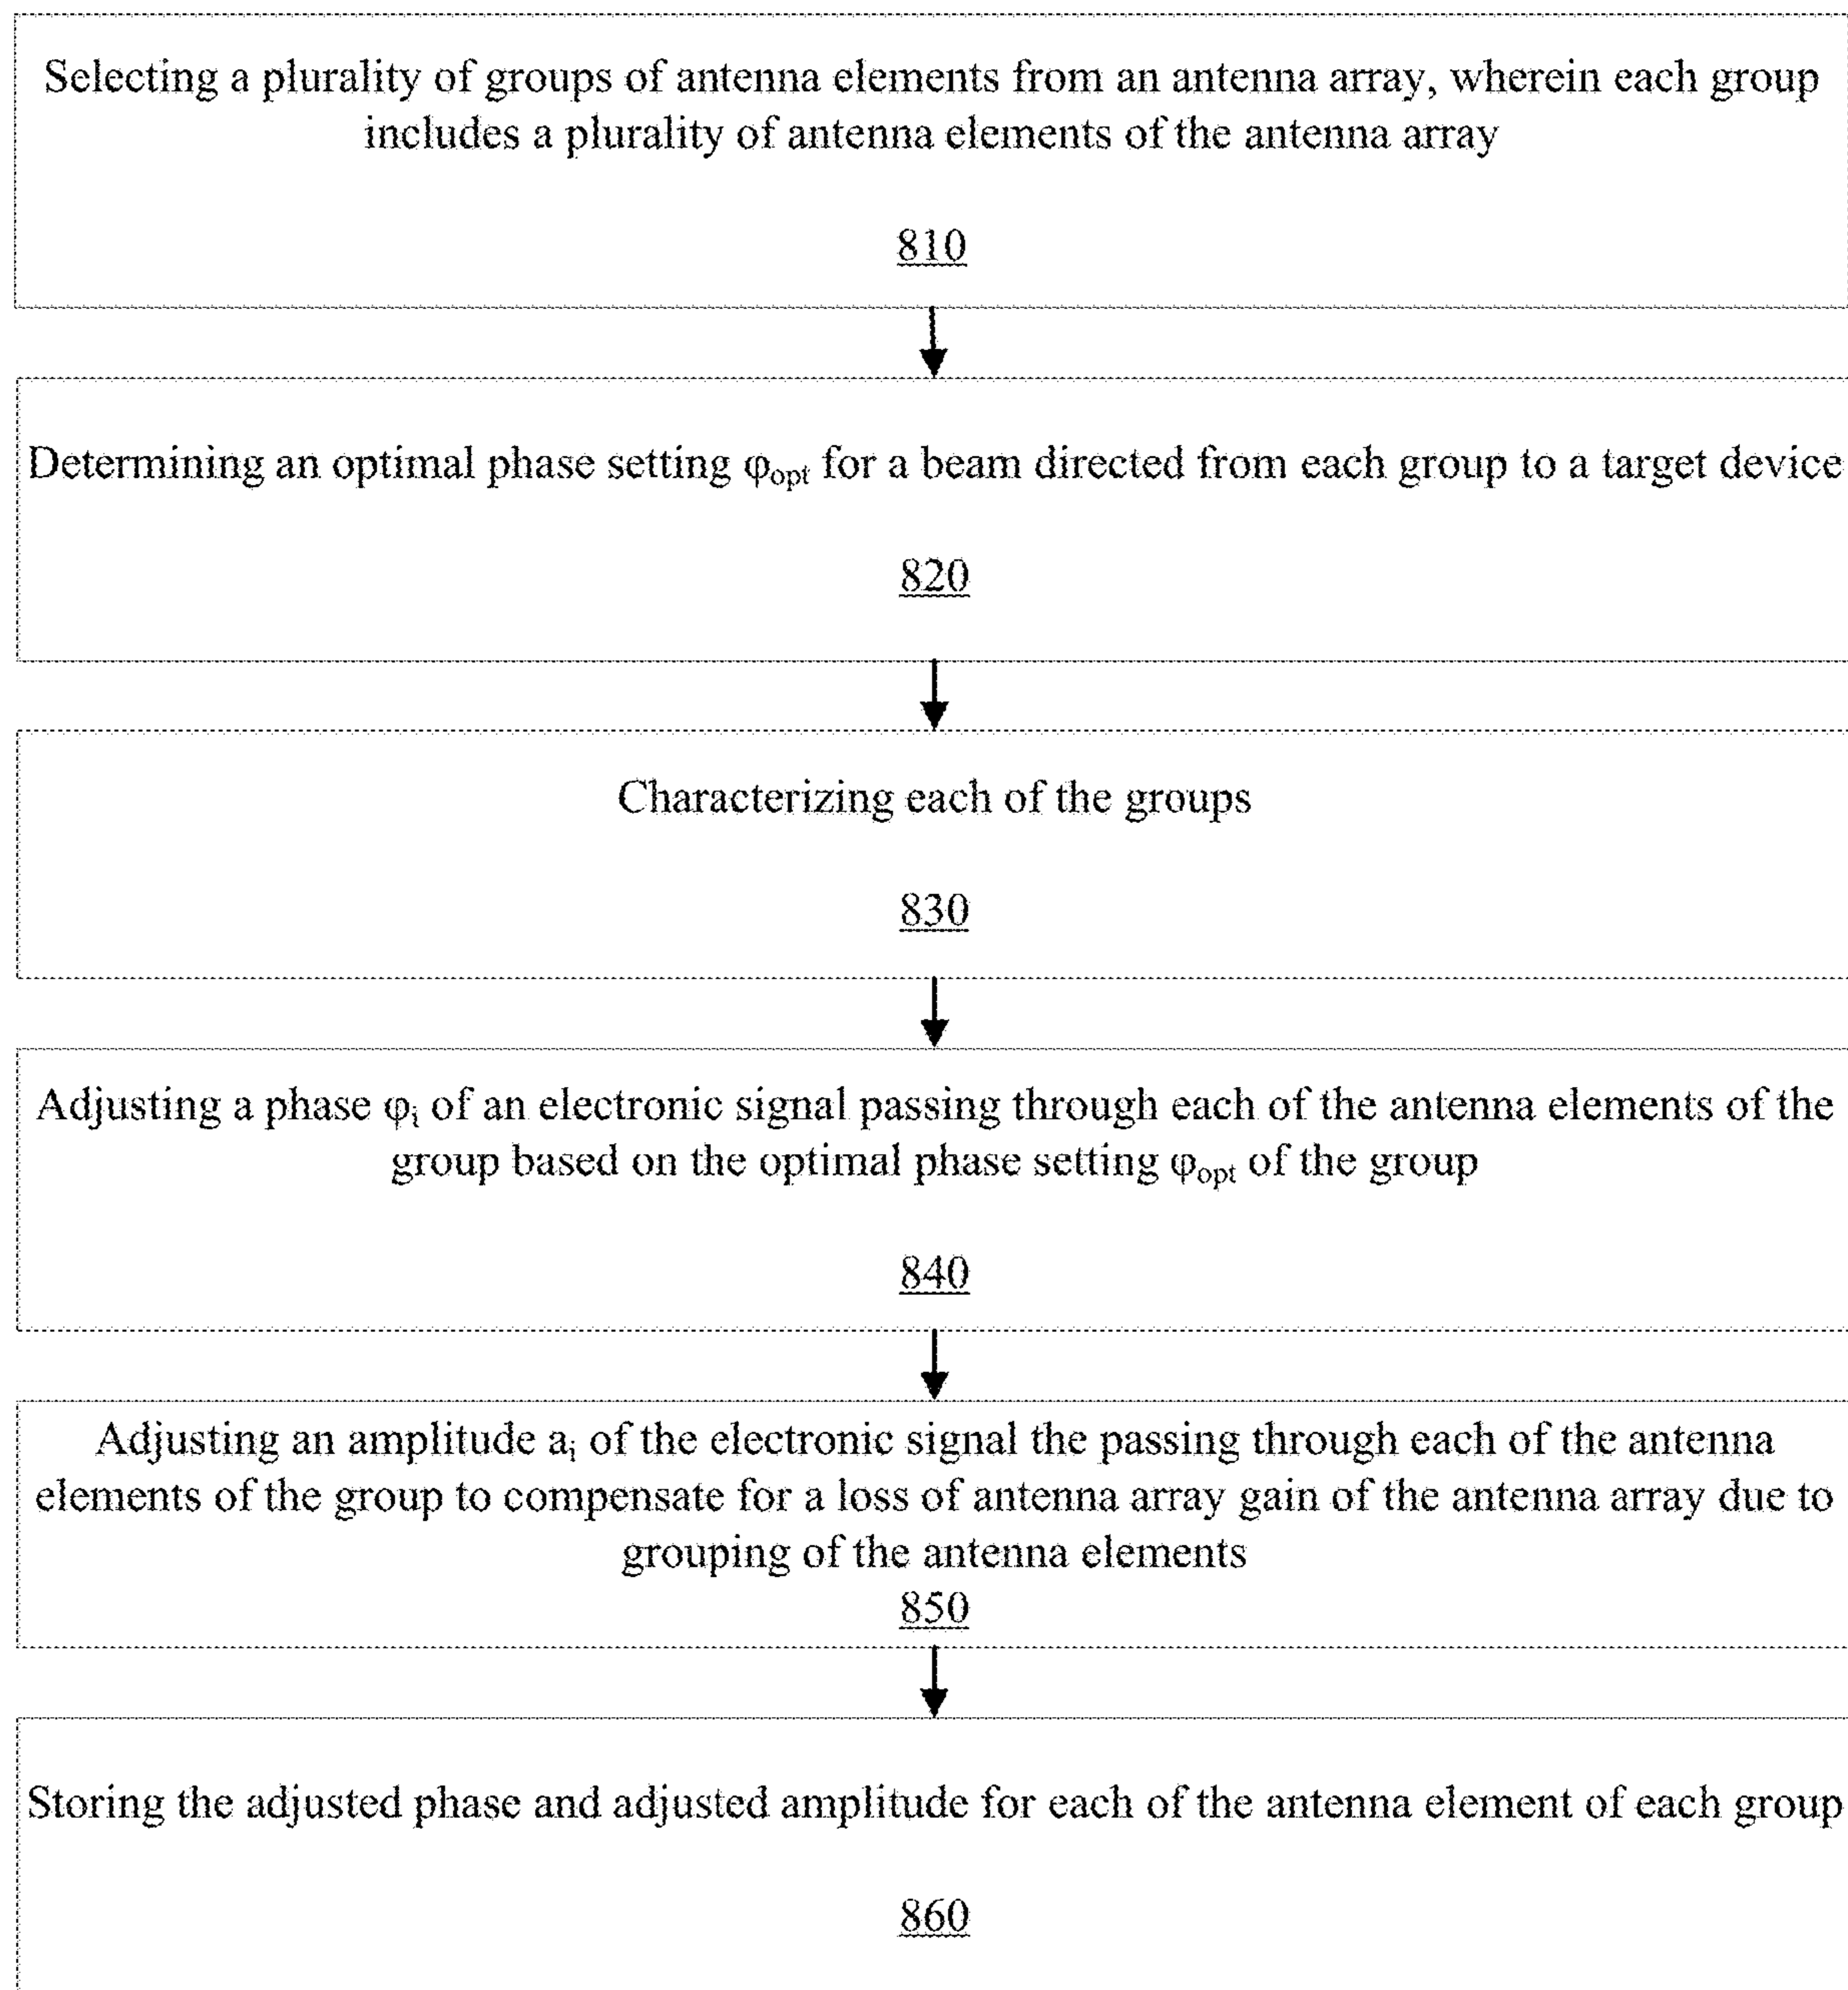 Selecting a plurality of groups of antenna elements from an antenna array, wherein each group
includes a plurality of antenna elements of the antenna array
810
Determining an optimal phase setting φopt for a beam directed from each group to a target device
820
Characterizing each of the groups
830
Adjusting a phase φi of an electronic signal passing through each of the antenna elements of the
group based on the optimal phase setting φopt of the group
840
Adjusting an amplitude ai of the electronic signal the passing through each of the antenna
elements of the group to compensate for a loss of antenna array gain of the antenna array due to
grouping of the antenna elements
850
Storing the adjusted phase and adjusted amplitude for each of the antenna element of each group
860